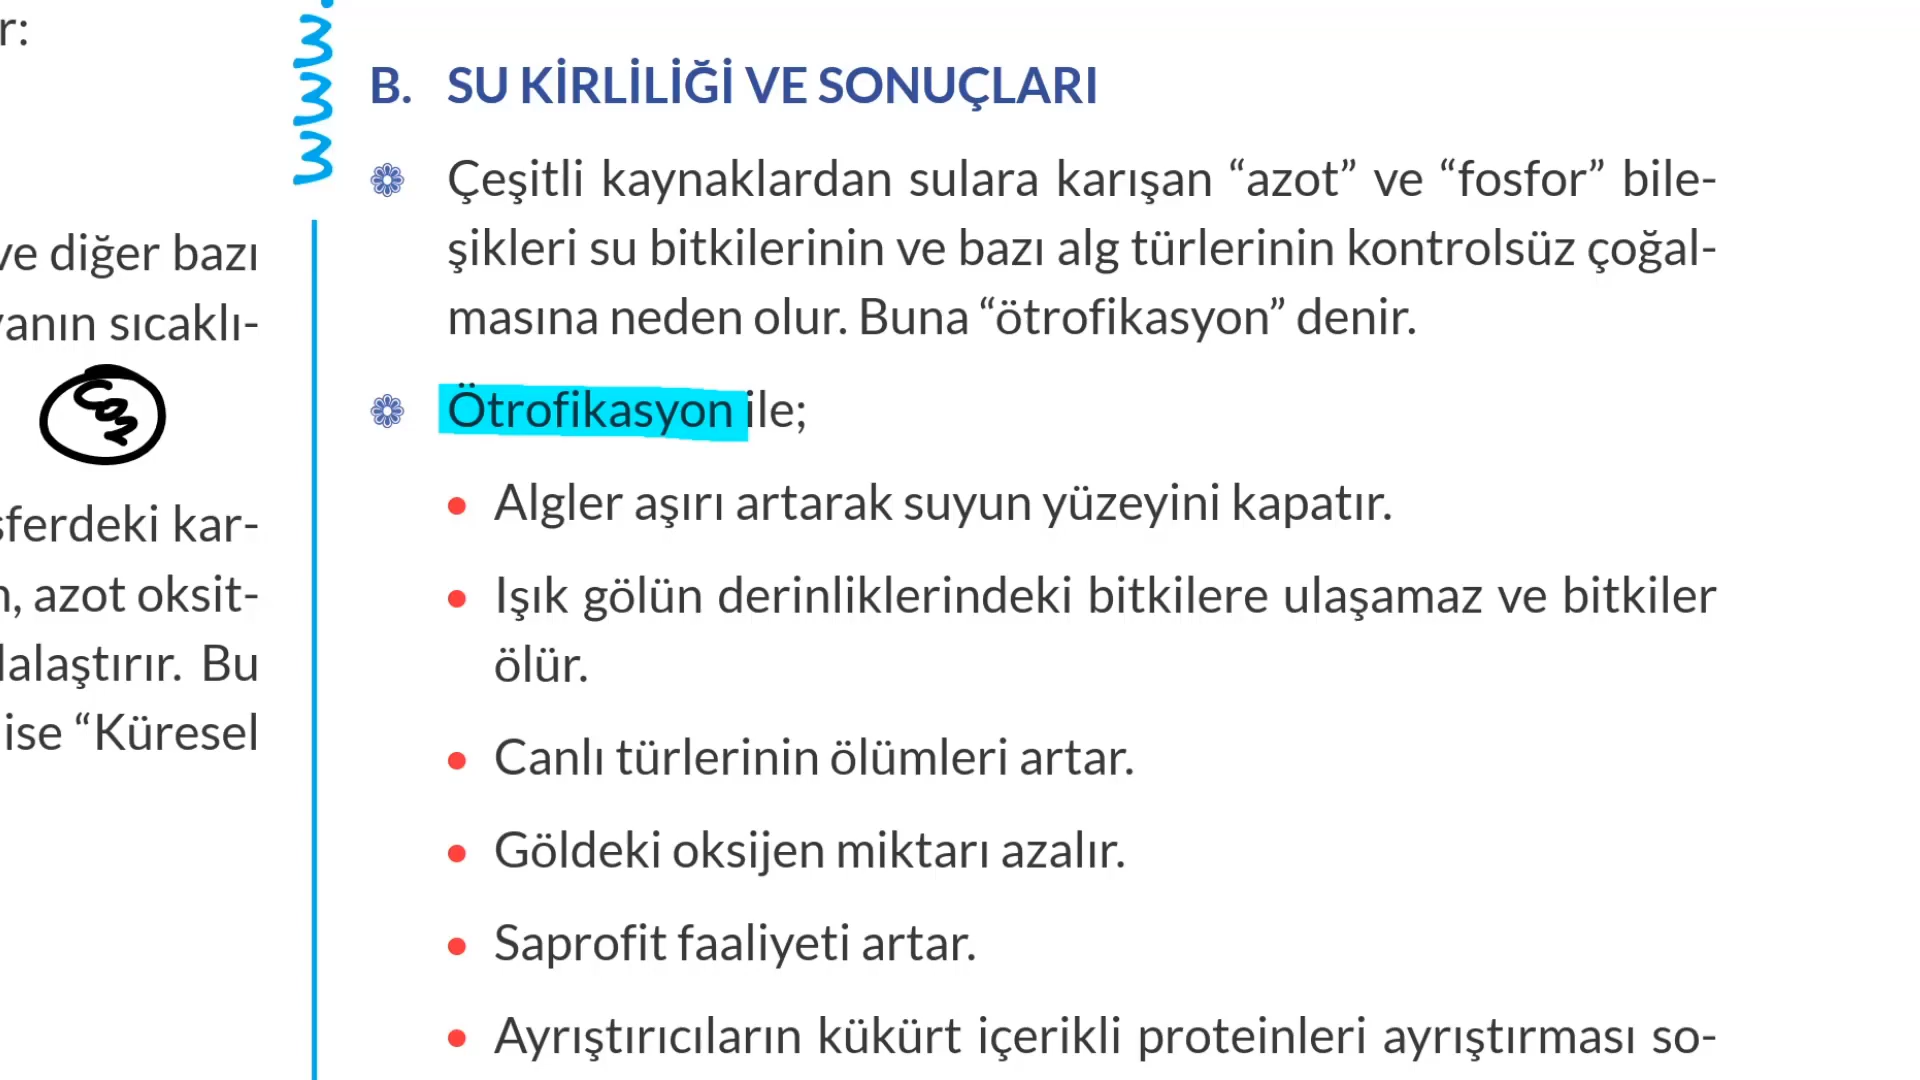 r:
ve diğer bazı
anın sıcaklı-
sferdeki kar-
, azot oksit-
lalaştırır. Bu
ise “Küresel
B. SU KİRLİLİĞİ VE SONUÇLARI
Çeşitli kaynaklardan sulara karışan “azot” ve “fosfor” bile-
şikleri su bitkilerinin ve bazı alg türlerinin kontrolsüz çoğal-
masına neden olur. Buna “ötrofikasyon” denir.
Ötrofikasyon ile;
• Algler aşırı artarak suyun yüzeyini kapatır.
• Işık gölün derinliklerindeki bitkilere ulaşamaz ve bitkiler
ölür.
• Canlı türlerinin ölümleri artar.
• Göldeki oksijen miktarı azalır.
• Saprofit faaliyeti artar.
• Ayrıştırıcıların kükürt içerikli proteinleri ayrıştırması so-